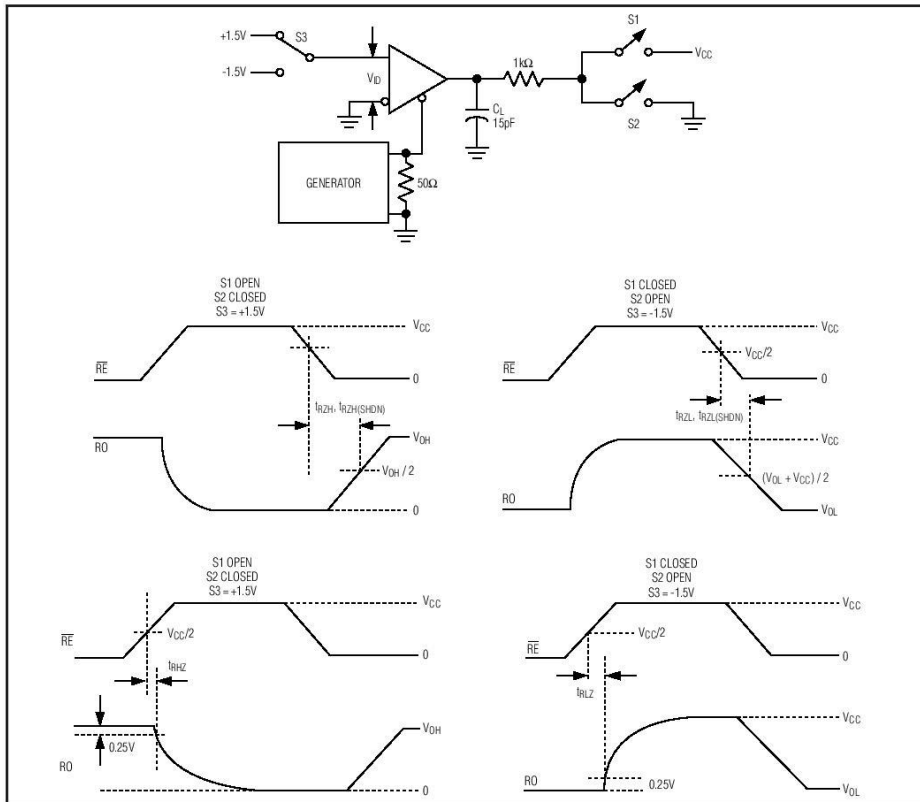 +1.5V
S3
-1.5V
VID
1kΩ
S1
VCC
CL
15pF
S2
GENERATOR
50Ω
S1 OPEN
S2 CLOSED
S3 = +1.5V
VCC
RE
0
tRZH, tRZH(SHDN)
RO
VOH
VOH / 2
0
S1 CLOSED
S2 OPEN
S3 = -1.5V
VCC
VCC/2
RE
0
tRZL, tRZL(SHDN)
VCC
(VOL + VCC) / 2
RO
VOL
S1 OPEN
S2 CLOSED
S3 = +1.5V
VCC
VCC/2
RE
0
tRHZ
VOH
0.25V
RO
0
S1 CLOSED
S2 OPEN
S3 = -1.5V
VCC
VCC/2
RE
0
tRLZ
VCC
RO
0.25V
VOL